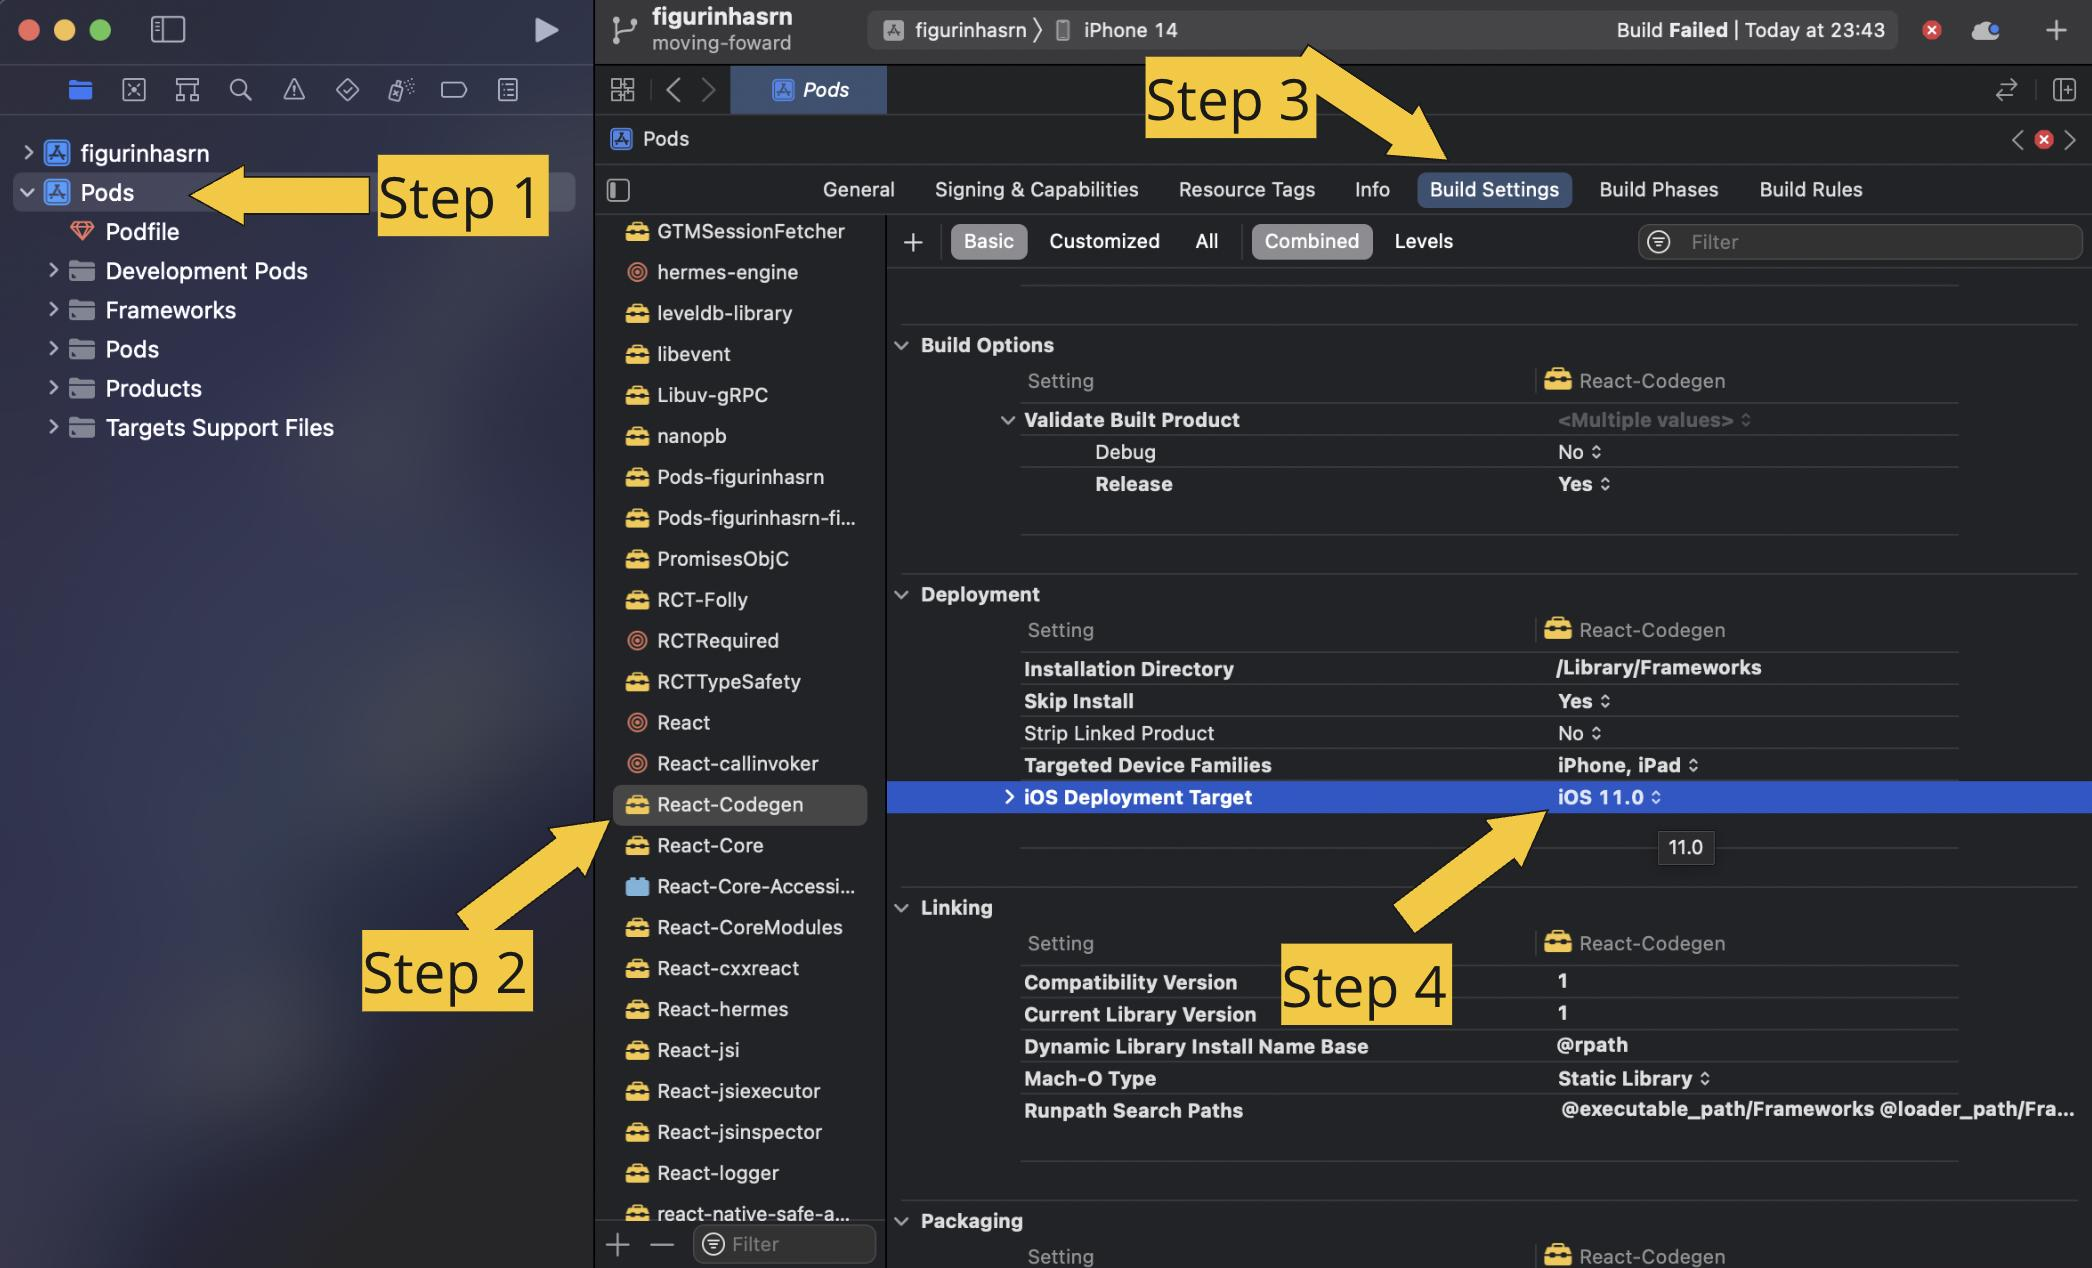 figurinhasrn
moving-foward
figurinhasrn
iPhone 14
Build Failed | Today at 23:43
Pods
Pods
figurinhasrn
Pods
Podfile
Development Pods
Frameworks
Pods
Products
Targets Support Files
Step 1
Step 2
Step 3
Step 4
General
Signing & Capabilities
Resource Tags
Info
Build Settings
Build Phases
Build Rules
GTMSessionFetcher
hermes-engine
leveldb-library
libevent
Libuv-gRPC
nanopb
Pods-figurinhasrn
Pods-figurinhasrn-fi...
PromisesObjC
RCT-Folly
RCTRequired
RCTTypeSafety
React
React-callinvoker
React-Codegen
React-Core
React-Core-Accessi...
React-CoreModules
React-cxxreact
React-hermes
React-jsi
React-jsiexecutor
React-jsinspector
React-logger
react-native-safe-a...
Filter
Basic
Customized
All
Combined
Levels
Filter
Build Options
Setting React-Codegen
Validate Built Product <Multiple values>
Debug No
Release Yes
Deployment
Setting React-Codegen
Installation Directory /Library/Frameworks
Skip Install Yes
Strip Linked Product No
Targeted Device Families iPhone, iPad
iOS Deployment Target iOS 11.0
11.0
Linking
Setting React-Codegen
Compatibility Version 1
Current Library Version 1
Dynamic Library Install Name Base @rpath
Mach-O Type Static Library
Runpath Search Paths @executable_path/Frameworks @loader_path/Fra...
Packaging
Setting React-Codegen